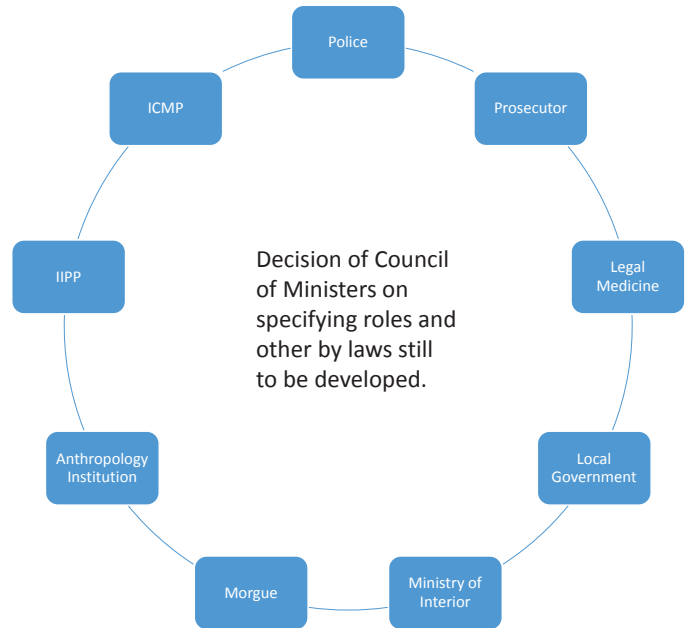 Police
ICMP
Prosecutor
IIPP
Decision of Council
of Ministers on
specifying roles and
other by laws still
to be developed.
Legal
Medicine
Anthropology
Institution
Local
Government
Morgue
Ministry of
Interior